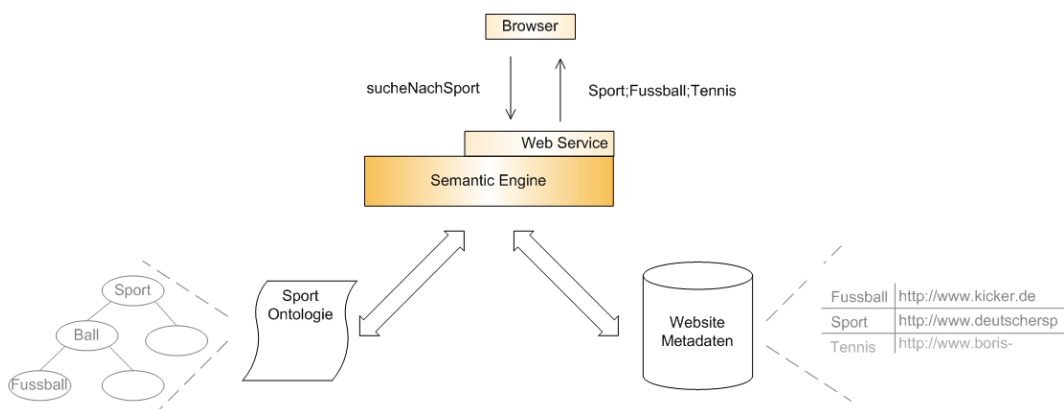 Browser
sucheNachSport
Sport;Fussball;Tennis
Web Service
Semantic Engine
Sport
Ontologie
Website
Metadaten
Sport
Ball
Fussball
Fussball http://www.kicker.de
Sport http://www.deutschersp
Tennis http://www.boris-